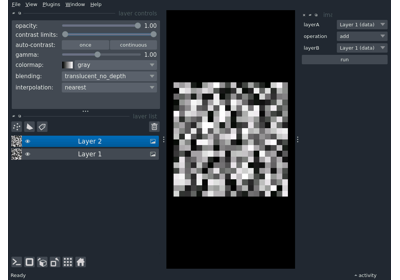 File View Plugins Window Help
layer controls
opacity: 1.00
contrast limits:
auto-contrast: once continuous
gamma: 1.00
colormap: gray
blending: translucent_no_depth
interpolation: nearest
layer list
Layer 2
Layer 1
layerA Layer 1 (data)
operation add
layerB Layer 1 (data)
run
Ready
activity